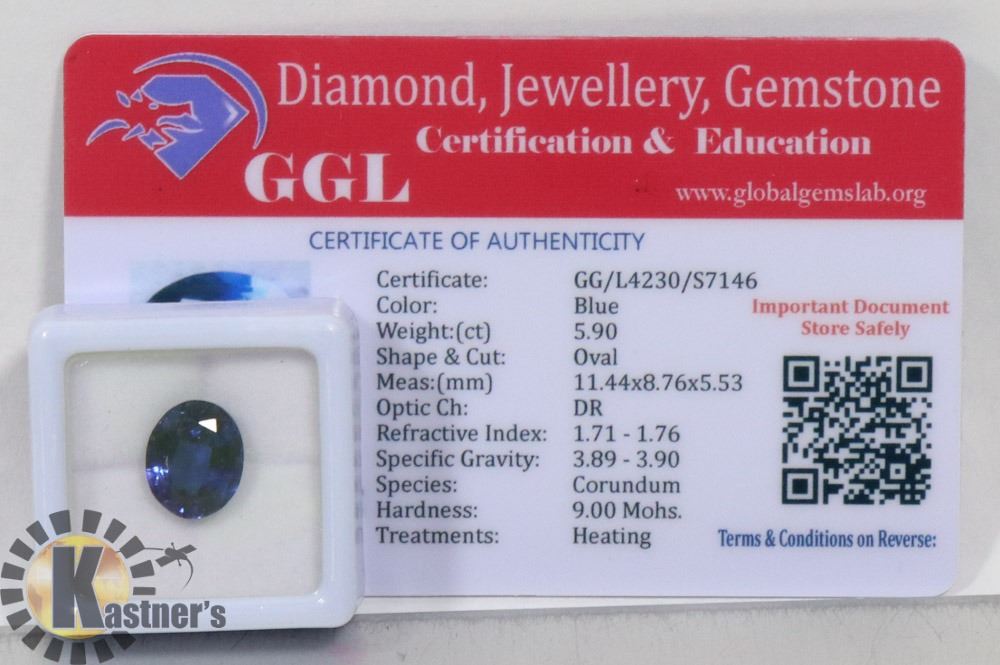 Diamond, Jewellery, Gemstone
Certification & Education
GGL
www.globalgemslab.org
CERTIFICATE OF AUTHENTICITY
Certificate: GG/L4230/S7146
Color: Blue
Weight:(ct) 5.90
Shape & Cut: Oval
Meas:(mm) 11.44x8.76x5.53
Optic Ch: DR
Refractive Index: 1.71 - 1.76
Specific Gravity: 3.89 - 3.90
Species: Corundum
Hardness: 9.00 Mohs.
Treatments: Heating
Important Document
Store Safely
Terms & Conditions on Reverse:
Kastner's